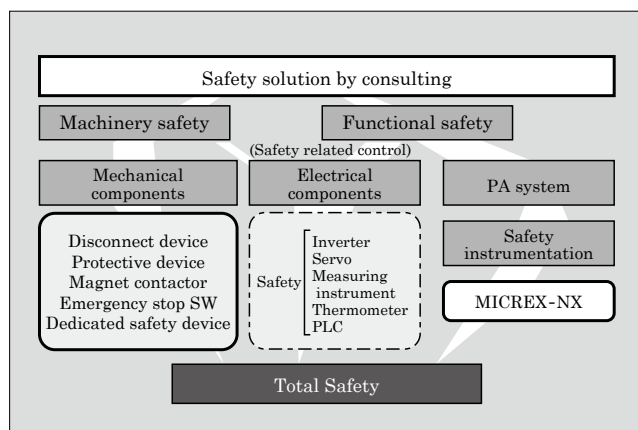 Safety solution by consulting
Machinery safety
Functional safety
(Safety related control)
Mechanical
components
Electrical
components
PA system
Disconnect device
Protective device
Magnet contactor
Emergency stop SW
Dedicated safety device
Safety
Inverter
Servo
Measuring
instrument
Thermometer
PLC
Safety
instrumentation
MICREX-NX
Total Safety